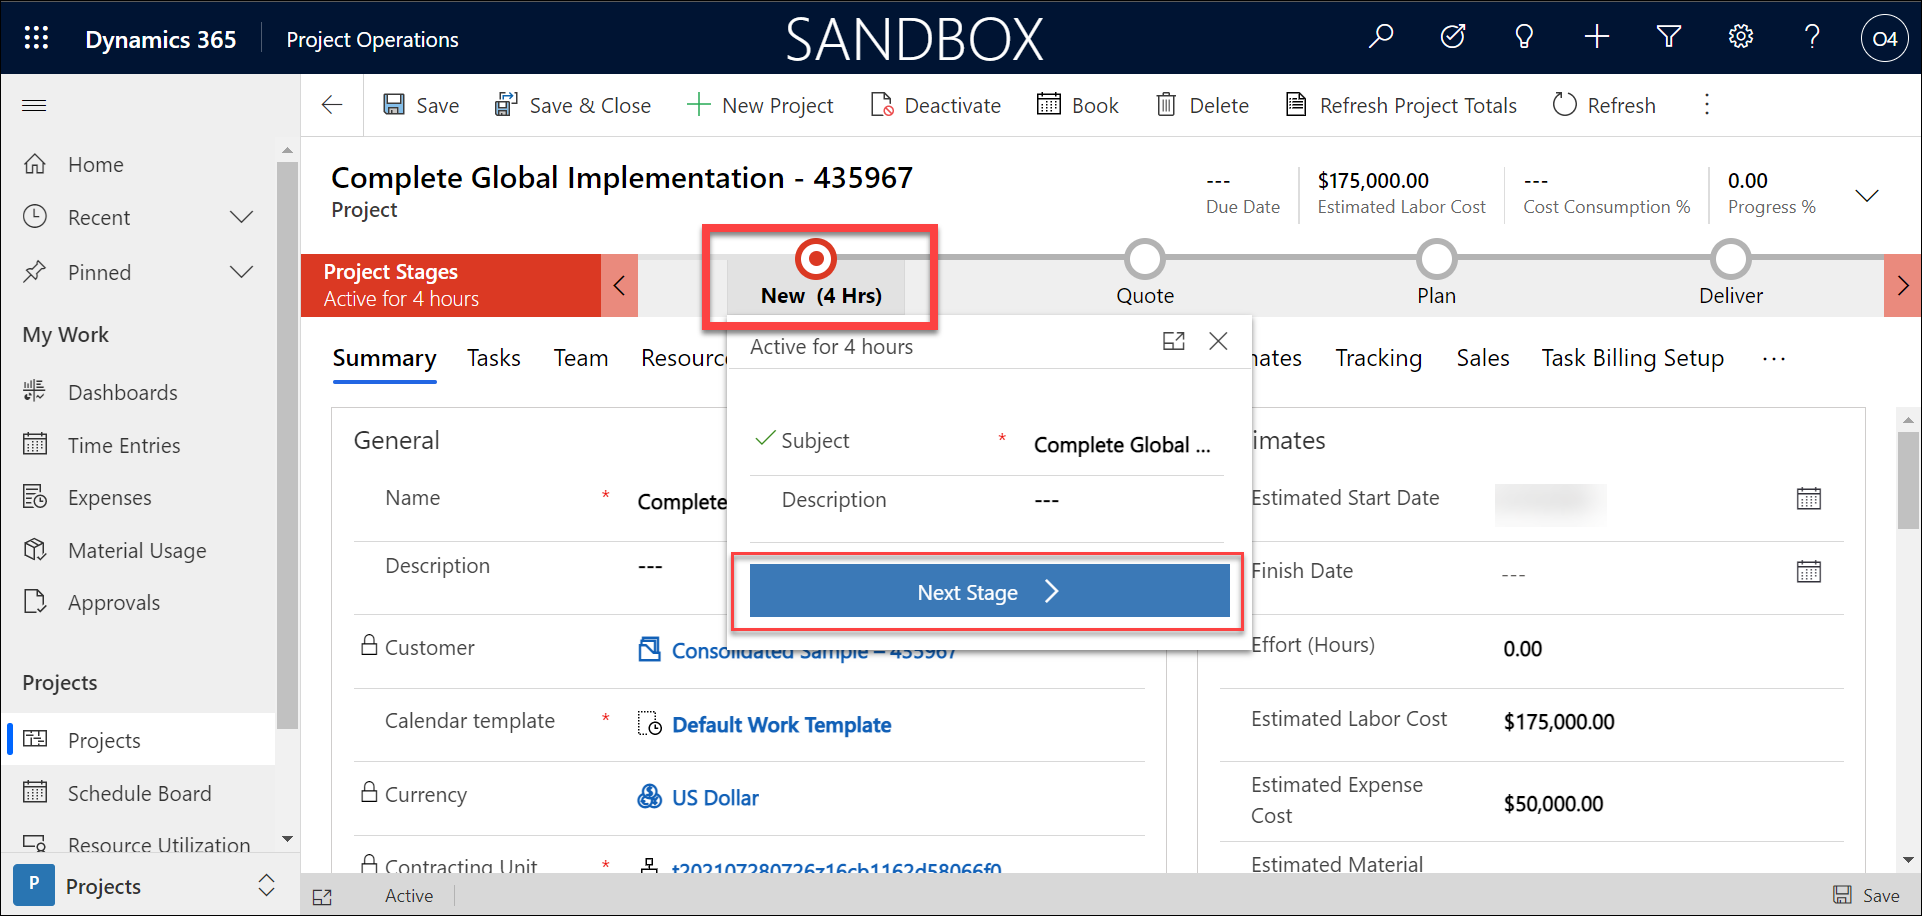 Dynamics 365
Project Operations
SANDBOX
O4
Save
Save & Close
New Project
Deactivate
Book
Delete
Refresh Project Totals
Refresh
Home
Recent
Pinned
My Work
Dashboards
Time Entries
Expenses
Material Usage
Approvals
Projects
Projects
Schedule Board
Resource Utilization
P
Projects
Complete Global Implementation - 435967
Project
---
Due Date
$175,000.00
Estimated Labor Cost
---
Cost Consumption %
0.00
Progress %
Project Stages
Active for 4 hours
New (4 Hrs)
Quote
Plan
Deliver
Active for 4 hours
Subject * Complete Global ...
Description ---
Next Stage
Summary
Tasks
Team
Resourc
ates
Tracking
Sales
Task Billing Setup
...
General
Name * Complete
Description ---
Customer Consolidated Sample – 435967
Calendar template * Default Work Template
Currency US Dollar
Contracting Unit * t202107280726z16cb1162d58066f0
imates
Estimated Start Date
Finish Date ---
Effort (Hours) 0.00
Estimated Labor Cost $175,000.00
Estimated Expense
Cost
$50,000.00
Estimated Material
Active
Save